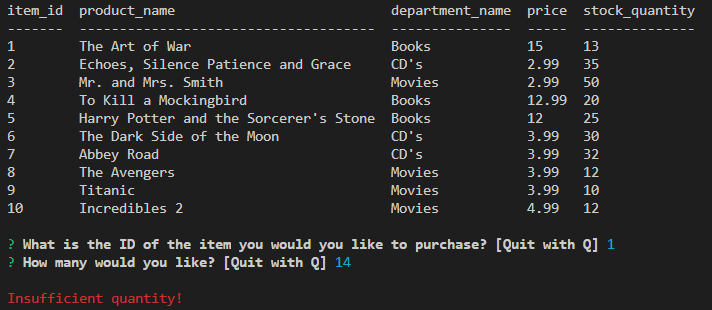 item_id  product_name                           department_name  price  stock_quantity
-------  -------------------------------------  ---------------  -----  --------------
1        The Art of War                         Books            15     13
2        Echoes, Silence Patience and Grace     CD's             2.99   35
3        Mr. and Mrs. Smith                     Movies           2.99   50
4        To Kill a Mockingbird                  Books            12.99  20
5        Harry Potter and the Sorcerer's Stone  Books            12     25
6        The Dark Side of the Moon              CD's             3.99   30
7        Abbey Road                             CD's             3.99   32
8        The Avengers                           Movies           3.99   12
9        Titanic                                Movies           3.99   10
10       Incredibles 2                          Movies           4.99   12
? What is the ID of the item you would you like to purchase? [Quit with Q] 1
? How many would you like? [Quit with Q] 14
Insufficient quantity!